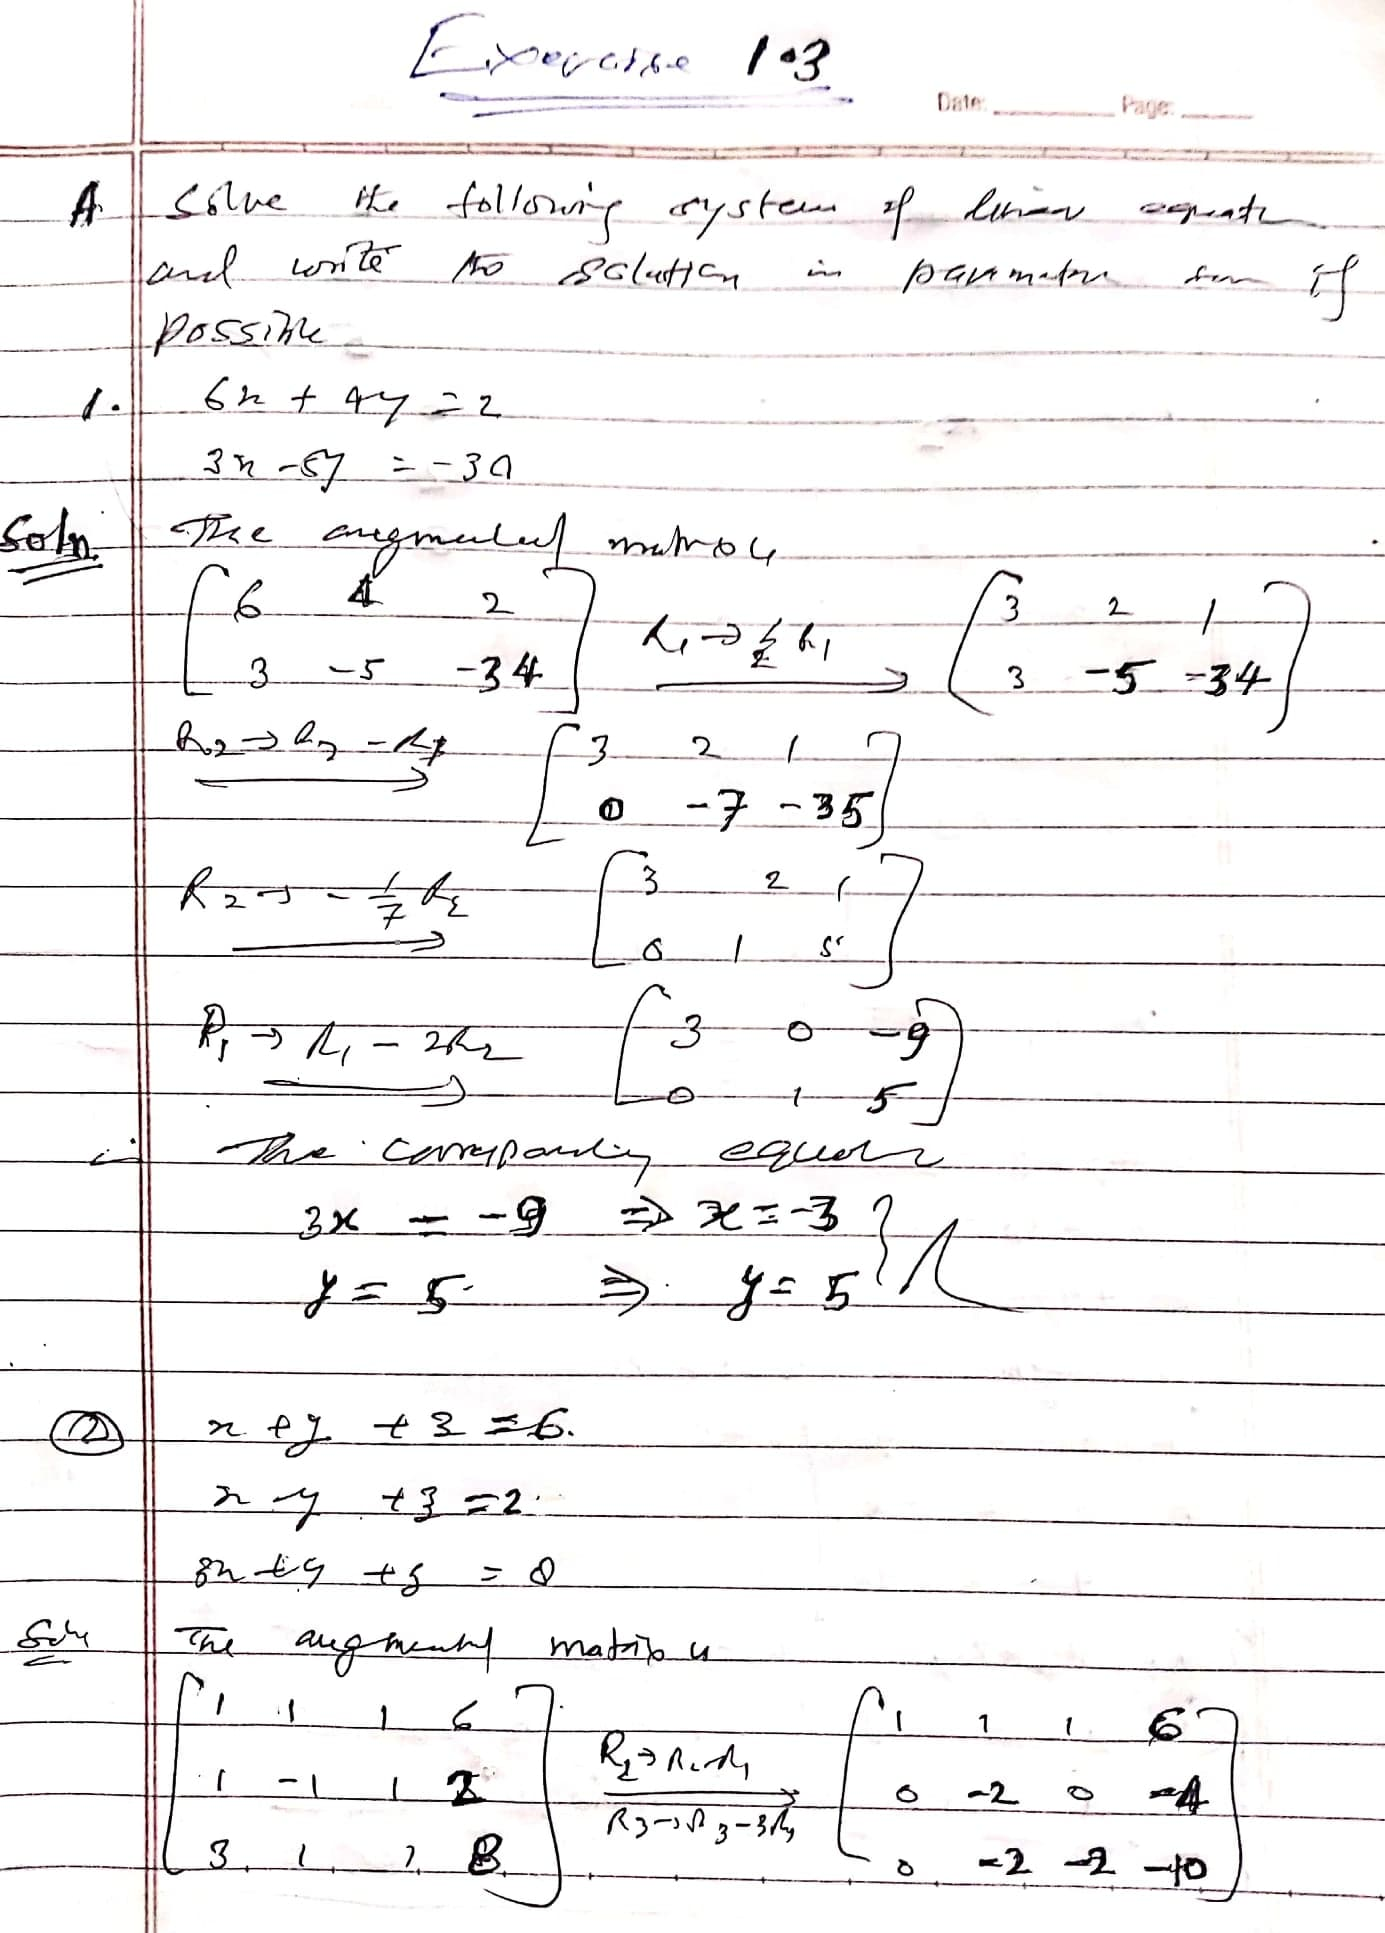 Exercise 1.3
Date: Page:
A Solve the following system of linear equatn
and write the solution in parametric form if
possible
1. 6x + 4y = 2
3x - 5y = -34
Soln. The augmented matrix
[ 6 4 2 ] R₁ → ½ R₁ [ 3 2 1 ]
[ 3 -5 -34 ] [ 3 -5 -34 ]
R₂ → R₂ - R₁ [ 3 2 1 ]
[ 0 -7 -35 ]
R₂ → -1/7 R₂ [ 3 2 1 ]
[ 0 1 5 ]
R₁ → R₁ - 2R₂ [ 3 0 -9 ]
[ 0 1 5 ]
The corresponding equation
3x = -9 ⇒ x = -3 }
y = 5 ⇒ y = 5
② x + y + z = 6.
x - y + z = 2
3x + y + z = 8
Soln The augmented matrix is
[ 1 1 1 6 ] R₂ → R₂ - R₁ [ 1 1 1 6 ]
[ 1 -1 1 2 ] R₃ → R₃ - 3R₁ [ 0 -2 0 -4 ]
[ 3 1 1 8 ] [ 0 -2 -2 -10 ]